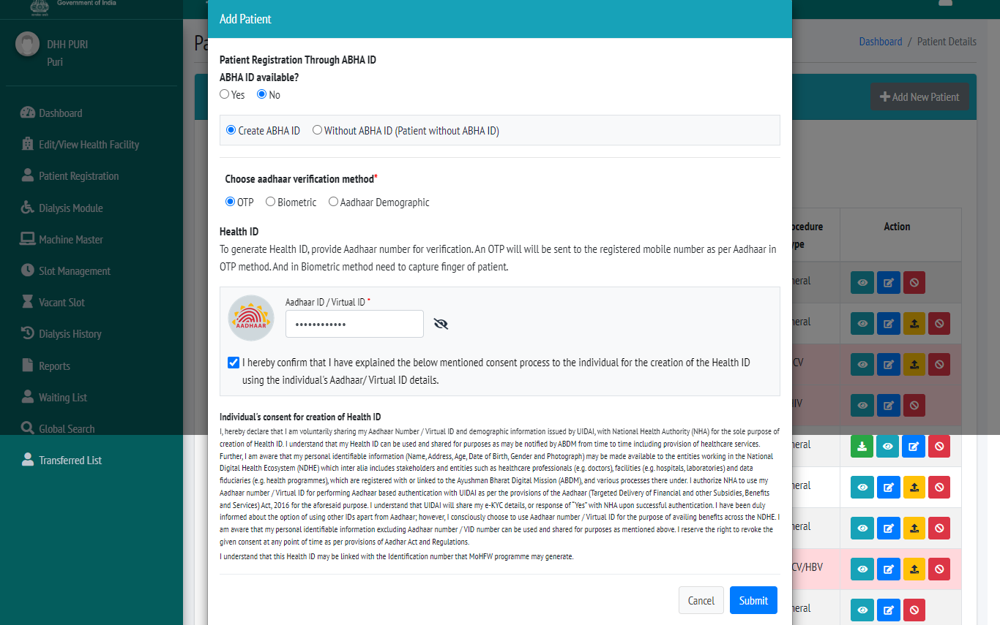 Government of India
DHH PURI
Puri
Dashboard
Edit/View Health Facility
Patient Registration
Dialysis Module
Machine Master
Slot Management
Vacant Slot
Dialysis History
Reports
Waiting List
Global Search
Transferred List
Pa
Dashboard / Patient Details
Add New Patient
Add Patient
Patient Registration Through ABHA ID
ABHA ID available?
Yes No
Create ABHA ID Without ABHA ID (Patient without ABHA ID)
Choose aadhaar verification method*
OTP Biometric Aadhaar Demographic
Health ID
To generate Health ID, provide Aadhaar number for verification. An OTP will will be sent to the registered mobile number as per Aadhaar in
OTP method. And in Biometric method need to capture finger of patient.
AADHAAR
Aadhaar ID / Virtual ID *
••••••••••••
I hereby confirm that I have explained the below mentioned consent process to the individual for the creation of the Health ID
using the individual's Aadhaar/ Virtual ID details.
Individual's consent for creation of Health ID
I, hereby declare that I am voluntarily sharing my Aadhaar Number / Virtual ID and demographic information issued by UIDAI, with National Health Authority (NHA) for the sole purpose of
creation of Health ID. I understand that my Health ID can be used and shared for purposes as may be notified by ABDM from time to time including provision of healthcare services.
Further, I am aware that my personal identifiable information (Name, Address, Age, Date of Birth, Gender and Photograph) may be made available to the entities working in the National
Digital Health Ecosystem (NDHE) which inter alia includes stakeholders and entities such as healthcare professionals (e.g. doctors), facilities (e.g. hospitals, laboratories) and data
fiduciaries (e.g. health programmes), which are registered with or linked to the Ayushman Bharat Digital Mission (ABDM), and various processes there under. I authorize NHA to use my
Aadhaar number / Virtual ID for performing Aadhaar based authentication with UIDAI as per the provisions of the Aadhaar (Targeted Delivery of Financial and other Subsidies, Benefits
and Services) Act, 2016 for the aforesaid purpose. I understand that UIDAI will share my e-KYC details, or response of “Yes” with NHA upon successful authentication. I have been duly
informed about the option of using other IDs apart from Aadhaar; however, I consciously choose to use Aadhaar number / Virtual ID for the purpose of availing benefits across the NDHE. I
am aware that my personal identifiable information excluding Aadhaar number / VID number can be used and shared for purposes as mentioned above. I reserve the right to revoke the
given consent at any point of time as per provisions of Aadhar Act and Regulations.
I understand that this Health ID may be linked with the Identification number that MoHFW programme may generate.
Cancel Submit
ocedure
ype
Action
neral
neral
CV
HIV
neral
neral
neral
CV/HBV
neral